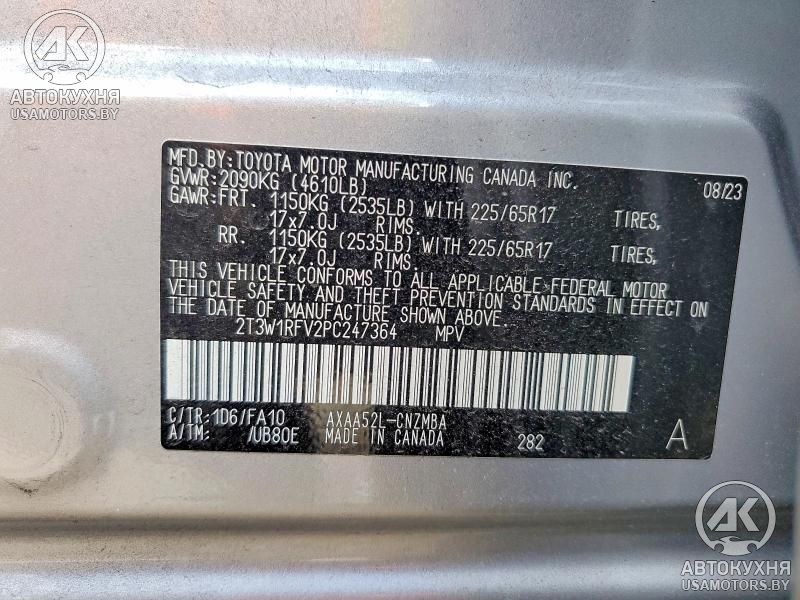 AK
АВТОКУХНЯ
USAMOTORS.BY
MFD.BY:TOYOTA MOTOR MANUFACTURING CANADA INC. 08/23
GVWR:2090KG (4610LB)
GAWR:FRT. 1150KG (2535LB) WITH 225/65R17 TIRES,
17x7.0J RIMS.
RR. 1150KG (2535LB) WITH 225/65R17 TIRES,
17x7.0J RIMS.
THIS VEHICLE CONFORMS TO ALL APPLICABLE FEDERAL MOTOR
VEHICLE SAFETY AND THEFT PREVENTION STANDARDS IN EFFECT ON
THE DATE OF MANUFACTURE SHOWN ABOVE.
2T3W1RFV2PC247364 MPV
C/TR:1D6/FA10 AXAA52L-CNZMBA
A/TM: /UB80E MADE IN CANADA 282 A
AK
АВТОКУХНЯ
USAMOTORS.BY